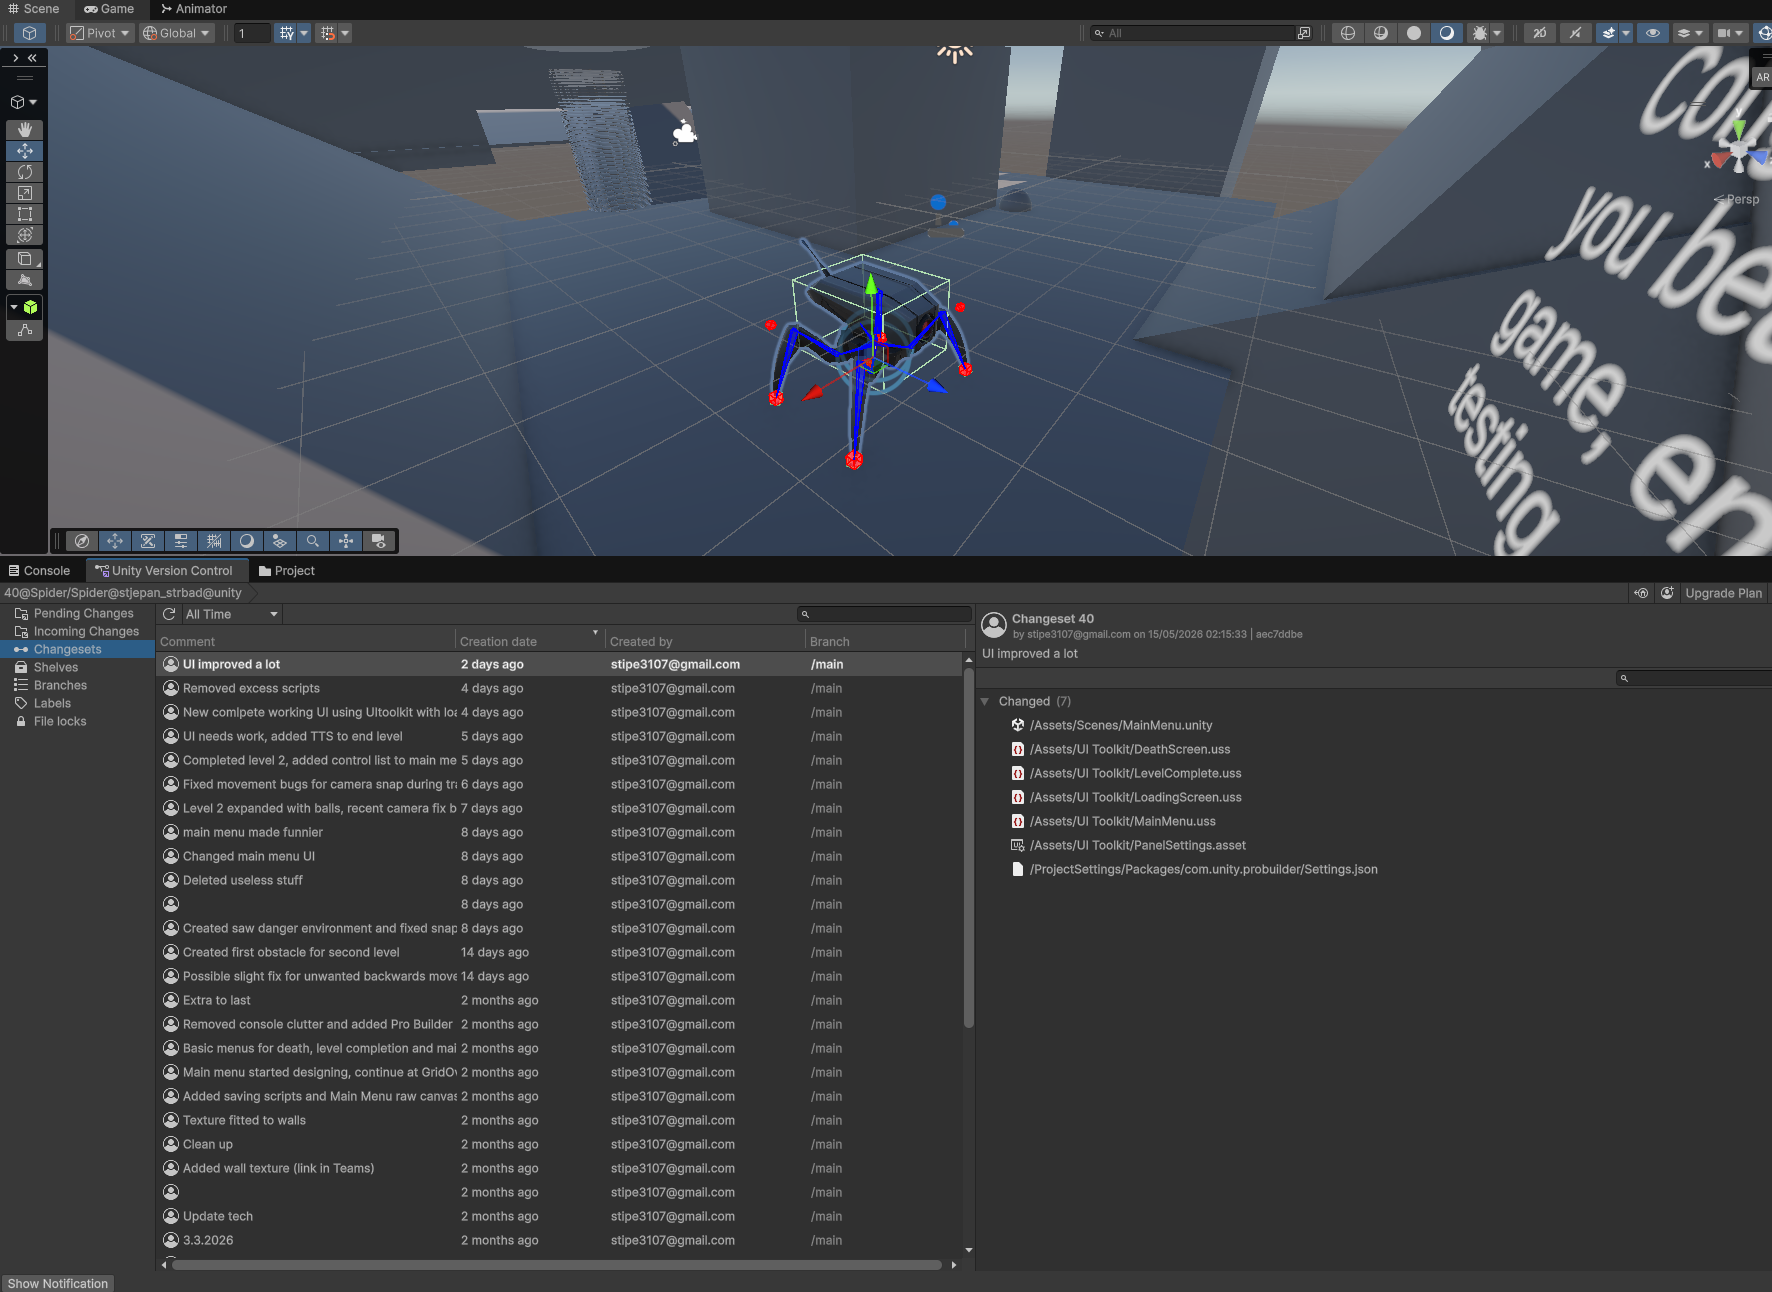 Scene Game Animator
Pivot Global 1 All 2D
AR
y
x
Persp
Con
you be
game, en
testing
Console Unity Version Control Project
40@Spider/Spider@stjepan_strbad@unity Upgrade Plan
Pending Changes
Incoming Changes
Changesets
Shelves
Branches
Labels
File locks
All Time
Comment Creation date Created by Branch
UI improved a lot 2 days ago stipe3107@gmail.com /main
Removed excess scripts 4 days ago stipe3107@gmail.com /main
New comlpete working UI using UItoolkit with loa 4 days ago stipe3107@gmail.com /main
UI needs work, added TTS to end level 5 days ago stipe3107@gmail.com /main
Completed level 2, added control list to main me 5 days ago stipe3107@gmail.com /main
Fixed movement bugs for camera snap during tra 6 days ago stipe3107@gmail.com /main
Level 2 expanded with balls, recent camera fix b 7 days ago stipe3107@gmail.com /main
main menu made funnier 8 days ago stipe3107@gmail.com /main
Changed main menu UI 8 days ago stipe3107@gmail.com /main
Deleted useless stuff 8 days ago stipe3107@gmail.com /main
8 days ago stipe3107@gmail.com /main
Created saw danger environment and fixed snap 8 days ago stipe3107@gmail.com /main
Created first obstacle for second level 14 days ago stipe3107@gmail.com /main
Possible slight fix for unwanted backwards move 14 days ago stipe3107@gmail.com /main
Extra to last 2 months ago stipe3107@gmail.com /main
Removed console clutter and added Pro Builder 2 months ago stipe3107@gmail.com /main
Basic menus for death, level completion and mai 2 months ago stipe3107@gmail.com /main
Main menu started designing, continue at GridOv 2 months ago stipe3107@gmail.com /main
Added saving scripts and Main Menu raw canvas 2 months ago stipe3107@gmail.com /main
Texture fitted to walls 2 months ago stipe3107@gmail.com /main
Clean up 2 months ago stipe3107@gmail.com /main
Added wall texture (link in Teams) 2 months ago stipe3107@gmail.com /main
2 months ago stipe3107@gmail.com /main
Update tech 2 months ago stipe3107@gmail.com /main
3.3.2026 2 months ago stipe3107@gmail.com /main
Changeset 40
by stipe3107@gmail.com on 15/05/2026 02:15:33 | aec7ddbe
UI improved a lot
Changed (7)
/Assets/Scenes/MainMenu.unity
/Assets/UI Toolkit/DeathScreen.uss
/Assets/UI Toolkit/LevelComplete.uss
/Assets/UI Toolkit/LoadingScreen.uss
/Assets/UI Toolkit/MainMenu.uss
/Assets/UI Toolkit/PanelSettings.asset
/ProjectSettings/Packages/com.unity.probuilder/Settings.json
Show Notification